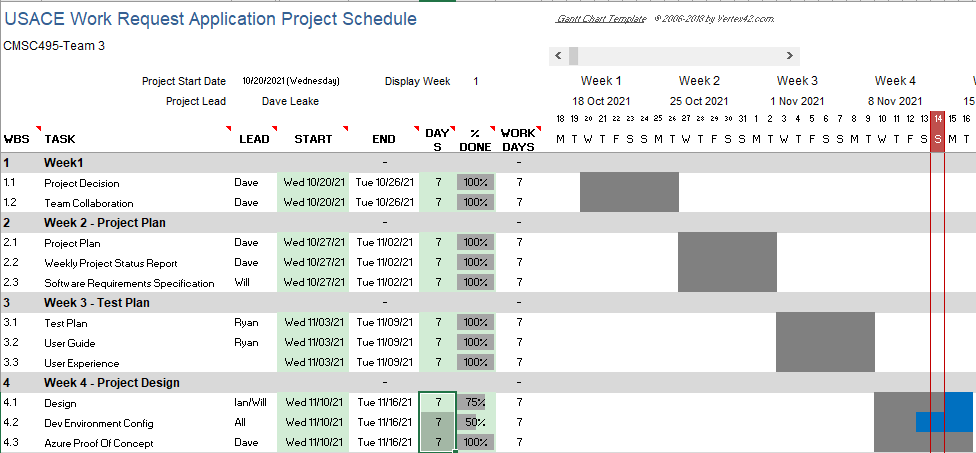 USACE Work Request Application Project Schedule
Gantt Chart Template © 2006-2018 by Vertex42.com.
CMSC495-Team 3
Project Start Date 10/20/2021 (Wednesday) Display Week 1 Week 1 Week 2 Week 3 Week 4
Project Lead Dave Leake 18 Oct 2021 25 Oct 2021 1 Nov 2021 8 Nov 2021 15
18 19 20 21 22 23 24 25 26 27 28 29 30 31 1 2 3 4 5 6 7 8 9 10 11 12 13 14 15 16
WBS TASK LEAD START END DAYS % DONE WORK DAYS M T W T F S S M T W T F S S M T W T F S S M T W T F S S M T
1 Week1 -
1.1 Project Decision Dave Wed 10/20/21 Tue 10/26/21 7 100% 7
1.2 Team Collaboration Dave Wed 10/20/21 Tue 10/26/21 7 100% 7
2 Week 2 - Project Plan -
2.1 Project Plan Dave Wed 10/27/21 Tue 11/02/21 7 100% 7
2.2 Weekly Project Status Report Dave Wed 10/27/21 Tue 11/02/21 7 100% 7
2.3 Software Requirements Specification Will Wed 10/27/21 Tue 11/02/21 7 100% 7
3 Week 3 - Test Plan -
3.1 Test Plan Ryan Wed 11/03/21 Tue 11/09/21 7 100% 7
3.2 User Guide Ryan Wed 11/03/21 Tue 11/09/21 7 100% 7
3.3 User Experience Wed 11/03/21 Tue 11/09/21 7 100% 7
4 Week 4 - Project Design -
4.1 Design Ian/Will Wed 11/10/21 Tue 11/16/21 7 75% 7
4.2 Dev Environment Config All Wed 11/10/21 Tue 11/16/21 7 50% 7
4.3 Azure Proof Of Concept Dave Wed 11/10/21 Tue 11/16/21 7 100% 7